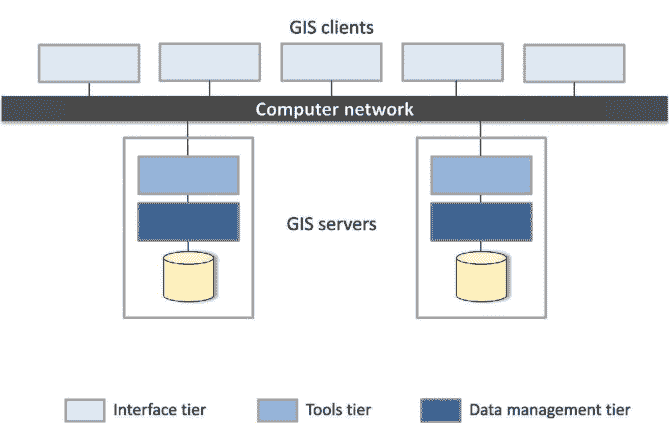 GIS clients
Computer network
GIS servers
Interface tier
Tools tier
Data management tier